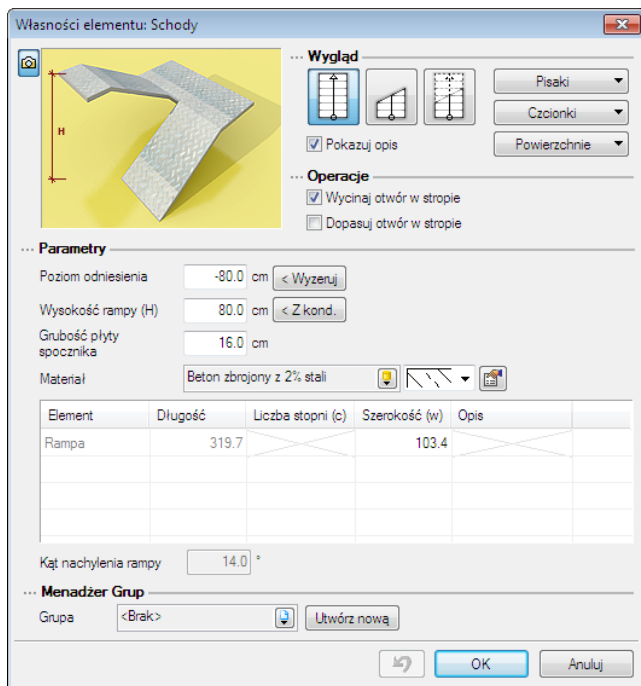 Własności elementu: Schody
H
Wygląd
Pisaki
Czcionki
Pokazuj opis
Powierzchnie
Operacje
Wycinaj otwór w stropie
Dopasuj otwór w stropie
Parametry
Poziom odniesienia -80.0 cm < Wyzeruj
Wysokość rampy (H) 80.0 cm < Z kond.
Grubość płyty
spocznika 16.0 cm
Materiał Beton zbrojony z 2% stali
Element Długość Liczba stopni (c) Szerokość (w) Opis
Rampa 319.7 103.4
Kąt nachylenia rampy 14.0 °
Menadżer Grup
Grupa <Brak> Utwórz nową
OK Anuluj